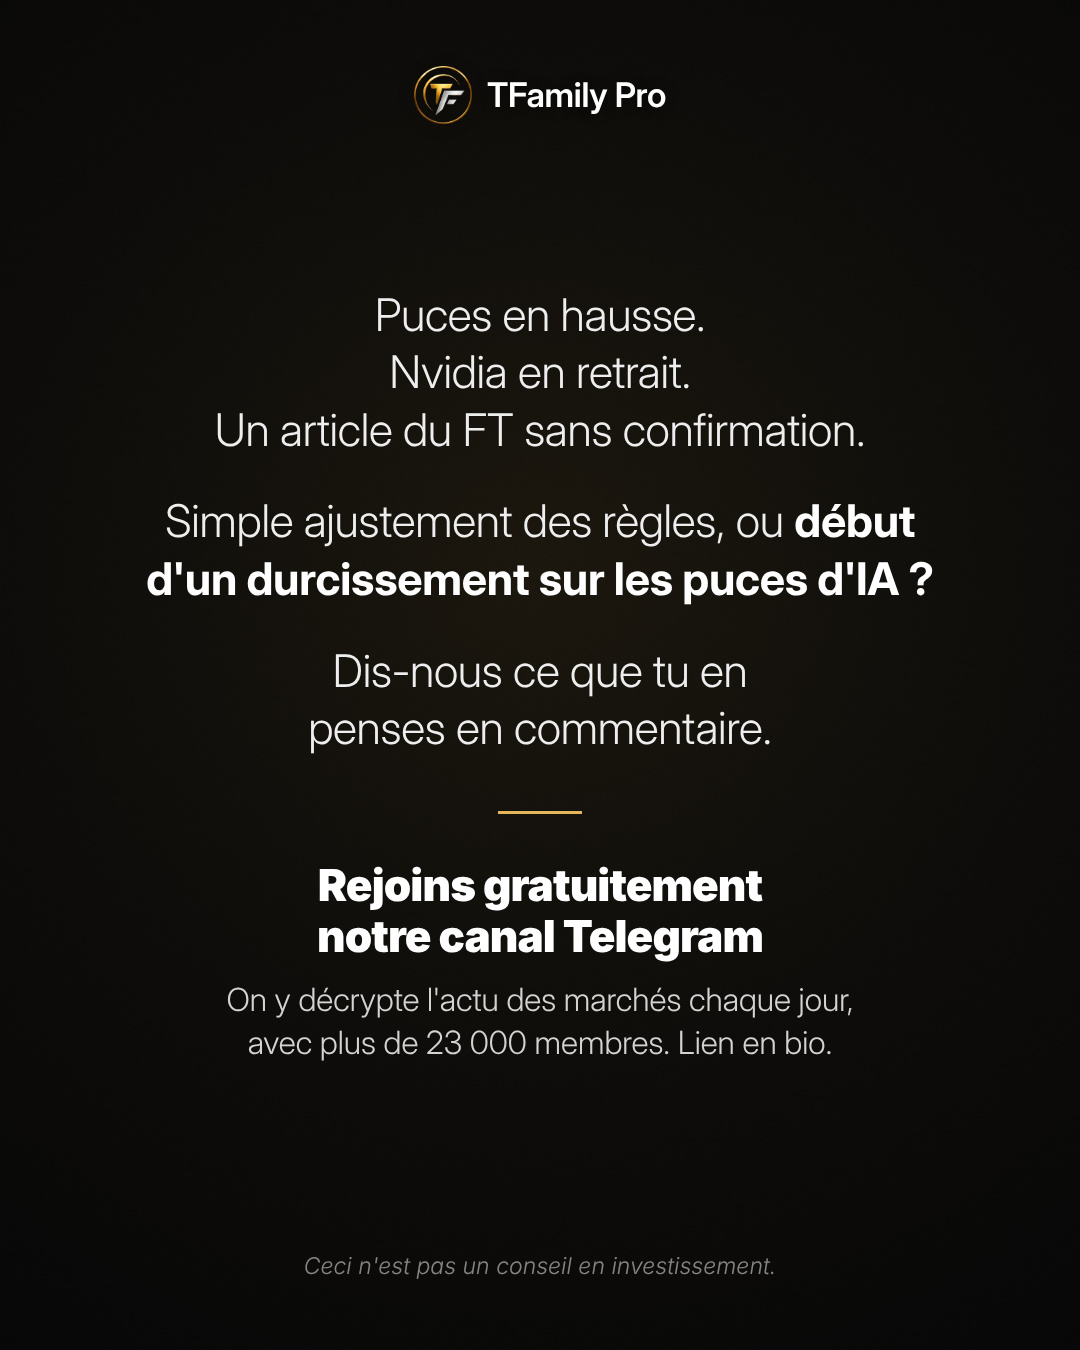 TF TFamily Pro
Puces en hausse.
Nvidia en retrait.
Un article du FT sans confirmation.
Simple ajustement des règles, ou début
d'un durcissement sur les puces d'IA ?
Dis-nous ce que tu en
penses en commentaire.
Rejoins gratuitement
notre canal Telegram
On y décrypte l'actu des marchés chaque jour,
avec plus de 23 000 membres. Lien en bio.
Ceci n'est pas un conseil en investissement.